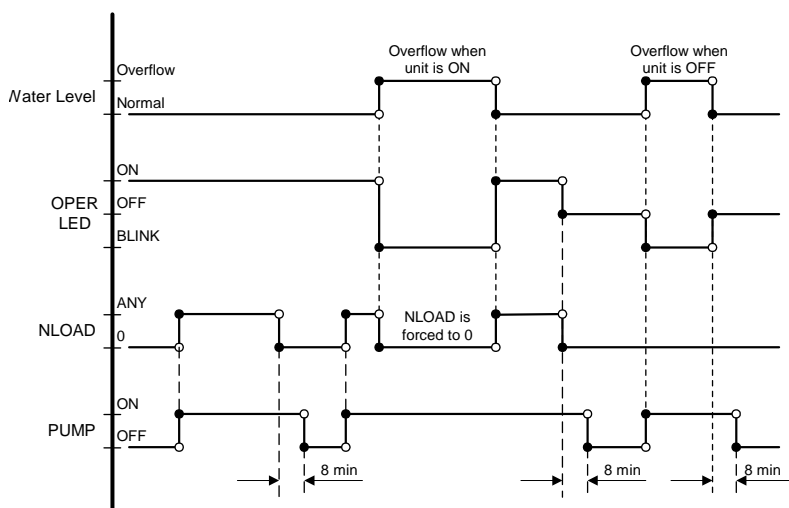 Overflow when
unit is ON
Overflow when
unit is OFF
Overflow
Water Level
Normal
ON
OPER
LED
OFF
BLINK
ANY
NLOAD
0
NLOAD is
forced to 0
ON
PUMP
OFF
8 min
8 min
8 min